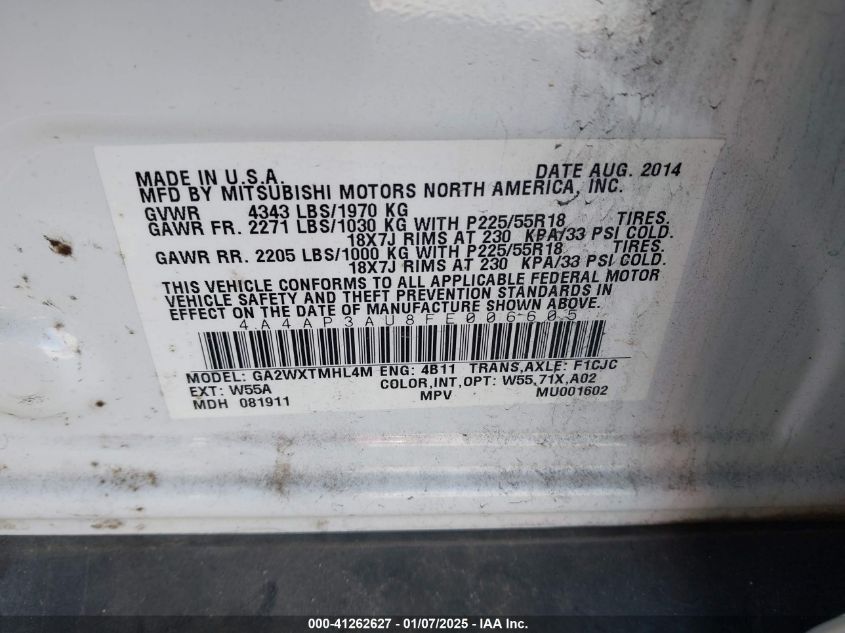 MADE IN U.S.A. DATE AUG. 2014
MFD BY MITSUBISHI MOTORS NORTH AMERICA, INC.
GVWR 4343 LBS/1970 KG
GAWR FR. 2271 LBS/1030 KG WITH P225/55R18 TIRES.
18X7J RIMS AT 230 KPA/33 PSI COLD.
GAWR RR. 2205 LBS/1000 KG WITH P225/55R18 TIRES.
18X7J RIMS AT 230 KPA/33 PSI COLD.
THIS VEHICLE CONFORMS TO ALL APPLICABLE FEDERAL MOTOR
VEHICLE SAFETY AND THEFT PREVENTION STANDARDS IN
EFFECT ON THE DATE OF MANUFACTURE SHOWN ABOVE.
4A4AP3AU8FE006605
MODEL: GA2WXTMHL4M ENG: 4B11 TRANS,AXLE: F1CJC
EXT: W55A COLOR,INT,OPT: W55,71X,A02
MDH 081911 MPV MU001602
000-41262627 - 01/07/2025 - IAA Inc.